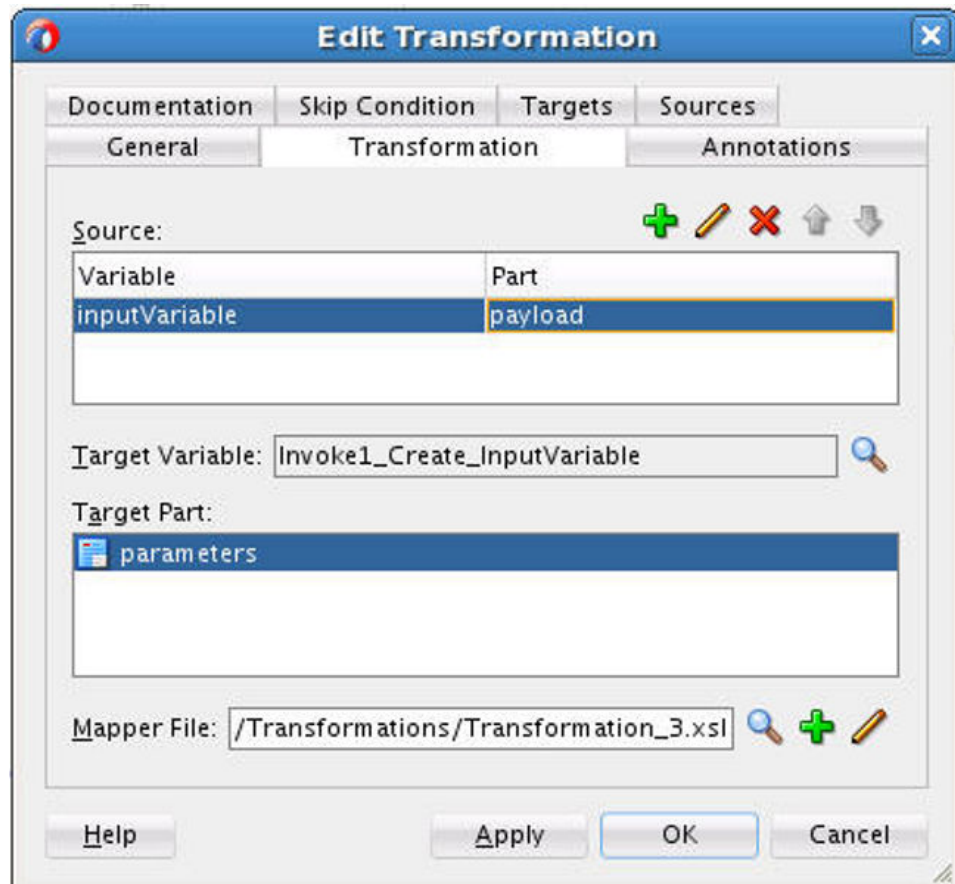 Edit Transformation
Documentation Skip Condition Targets Sources
General Transformation Annotations
Source:
Variable Part
inputVariable payload
Target Variable: Invoke1_Create_InputVariable
Target Part:
parameters
Mapper File: /Transformations/Transformation_3.xsl
Help Apply OK Cancel